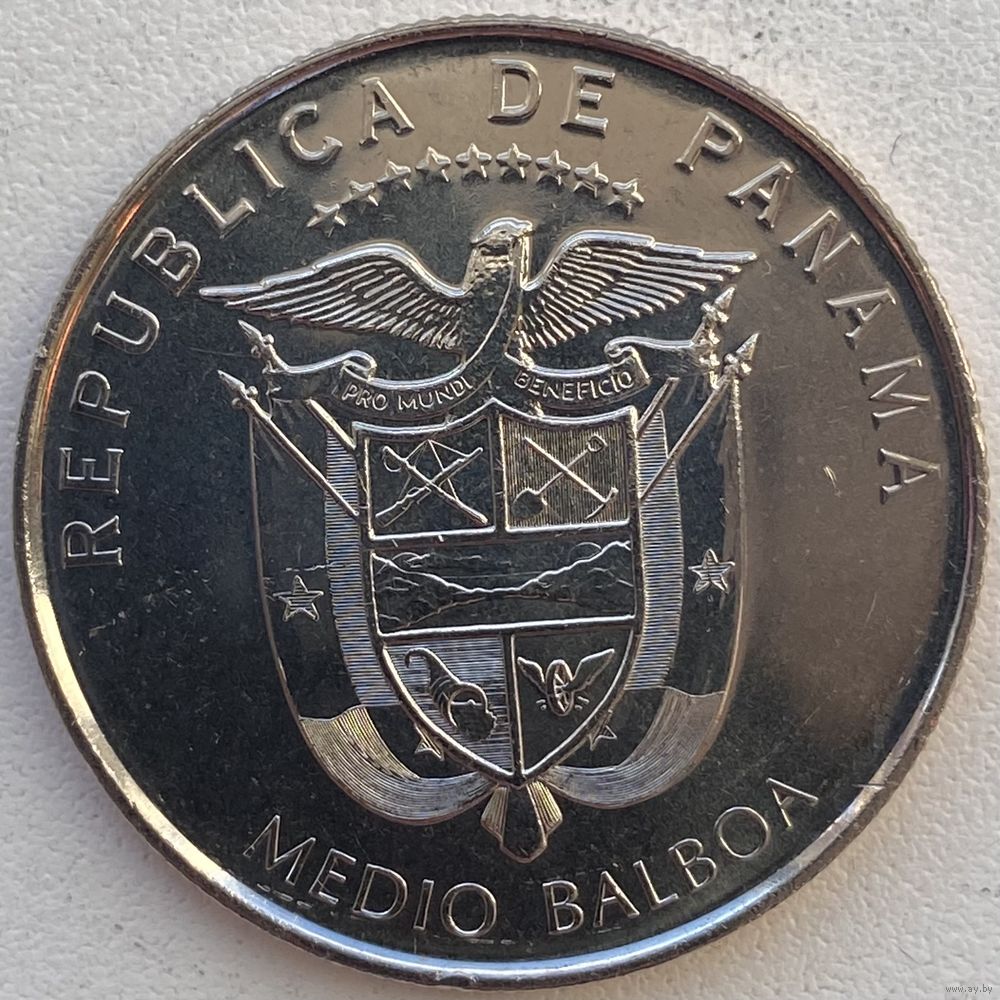 REPUBLICA DE PANAMA
PRO MUNDI BENEFICIO
MEDIO BALBOA
www.ay.by